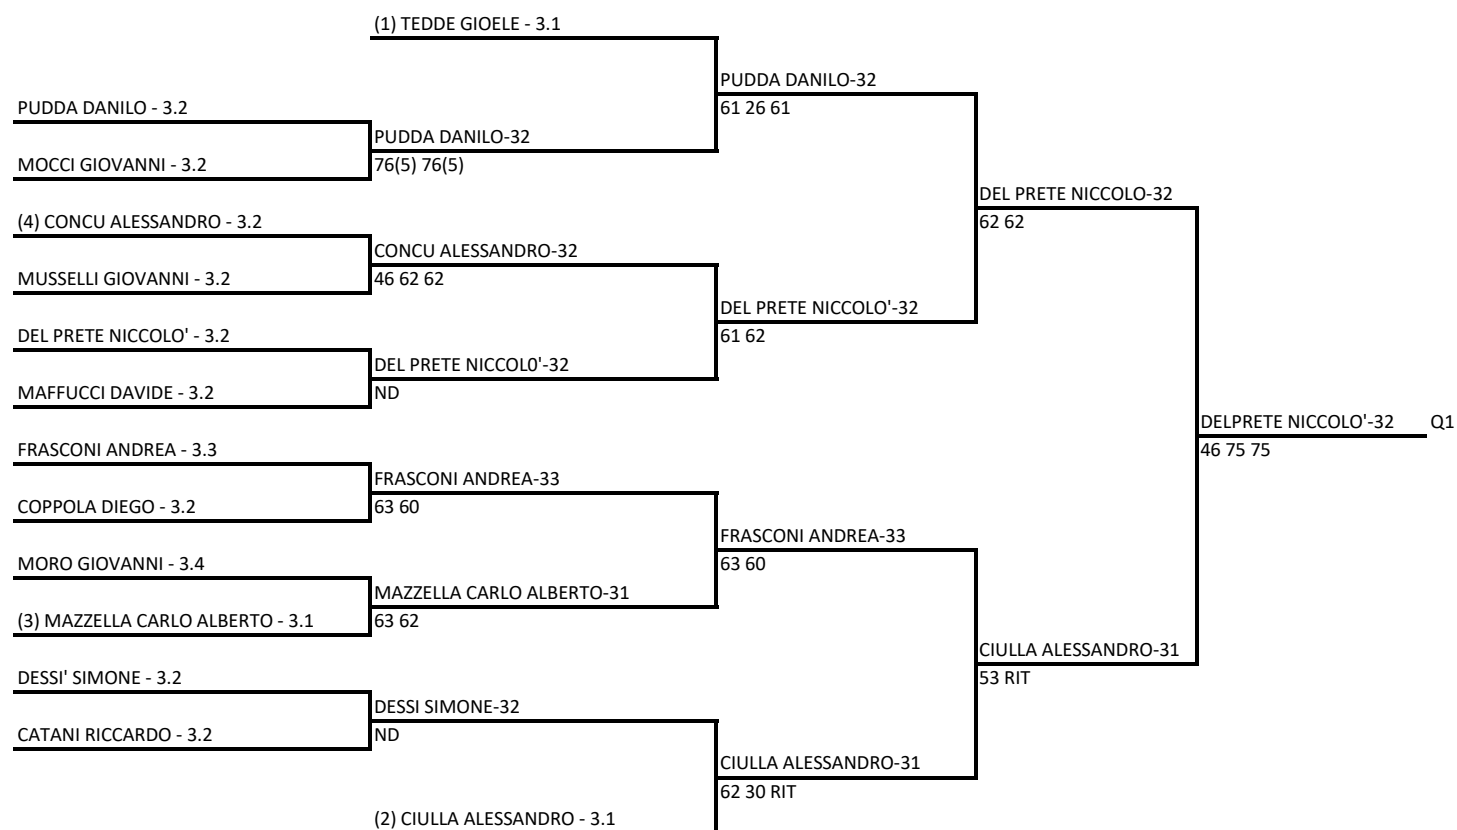 (1) TEDDE GIOELE - 3.1
PUDDA DANILO-32
PUDDA DANILO - 3.2
61 26 61
PUDDA DANILO-32
MOCCI GIOVANNI - 3.2
76(5) 76(5)
DEL PRETE NICCOLO-32
(4) CONCU ALESSANDRO - 3.2
62 62
CONCU ALESSANDRO-32
MUSSELLI GIOVANNI - 3.2
46 62 62
DEL PRETE NICCOLO'-32
DEL PRETE NICCOLO' - 3.2
61 62
DEL PRETE NICCOL0'-32
MAFFUCCI DAVIDE - 3.2
ND
DELPRETE NICCOLO'-32 Q1
FRASCONI ANDREA - 3.3
46 75 75
FRASCONI ANDREA-33
COPPOLA DIEGO - 3.2
63 60
FRASCONI ANDREA-33
MORO GIOVANNI - 3.4
63 60
MAZZELLA CARLO ALBERTO-31
(3) MAZZELLA CARLO ALBERTO - 3.1
63 62
CIULLA ALESSANDRO-31
DESSI' SIMONE - 3.2
53 RIT
DESSI SIMONE-32
CATANI RICCARDO - 3.2
ND
CIULLA ALESSANDRO-31
62 30 RIT
(2) CIULLA ALESSANDRO - 3.1